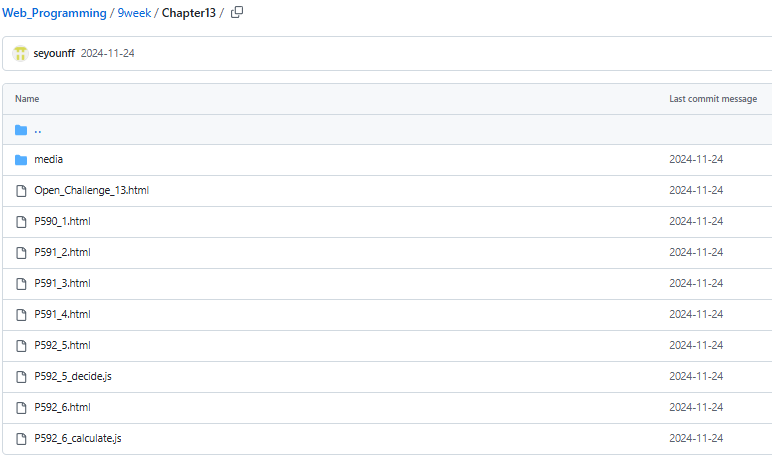 Web_Programming / 9week / Chapter13 /
seyounff 2024-11-24
Name Last commit message
..
media 2024-11-24
Open_Challenge_13.html 2024-11-24
P590_1.html 2024-11-24
P591_2.html 2024-11-24
P591_3.html 2024-11-24
P591_4.html 2024-11-24
P592_5.html 2024-11-24
P592_5_decide.js 2024-11-24
P592_6.html 2024-11-24
P592_6_calculate.js 2024-11-24